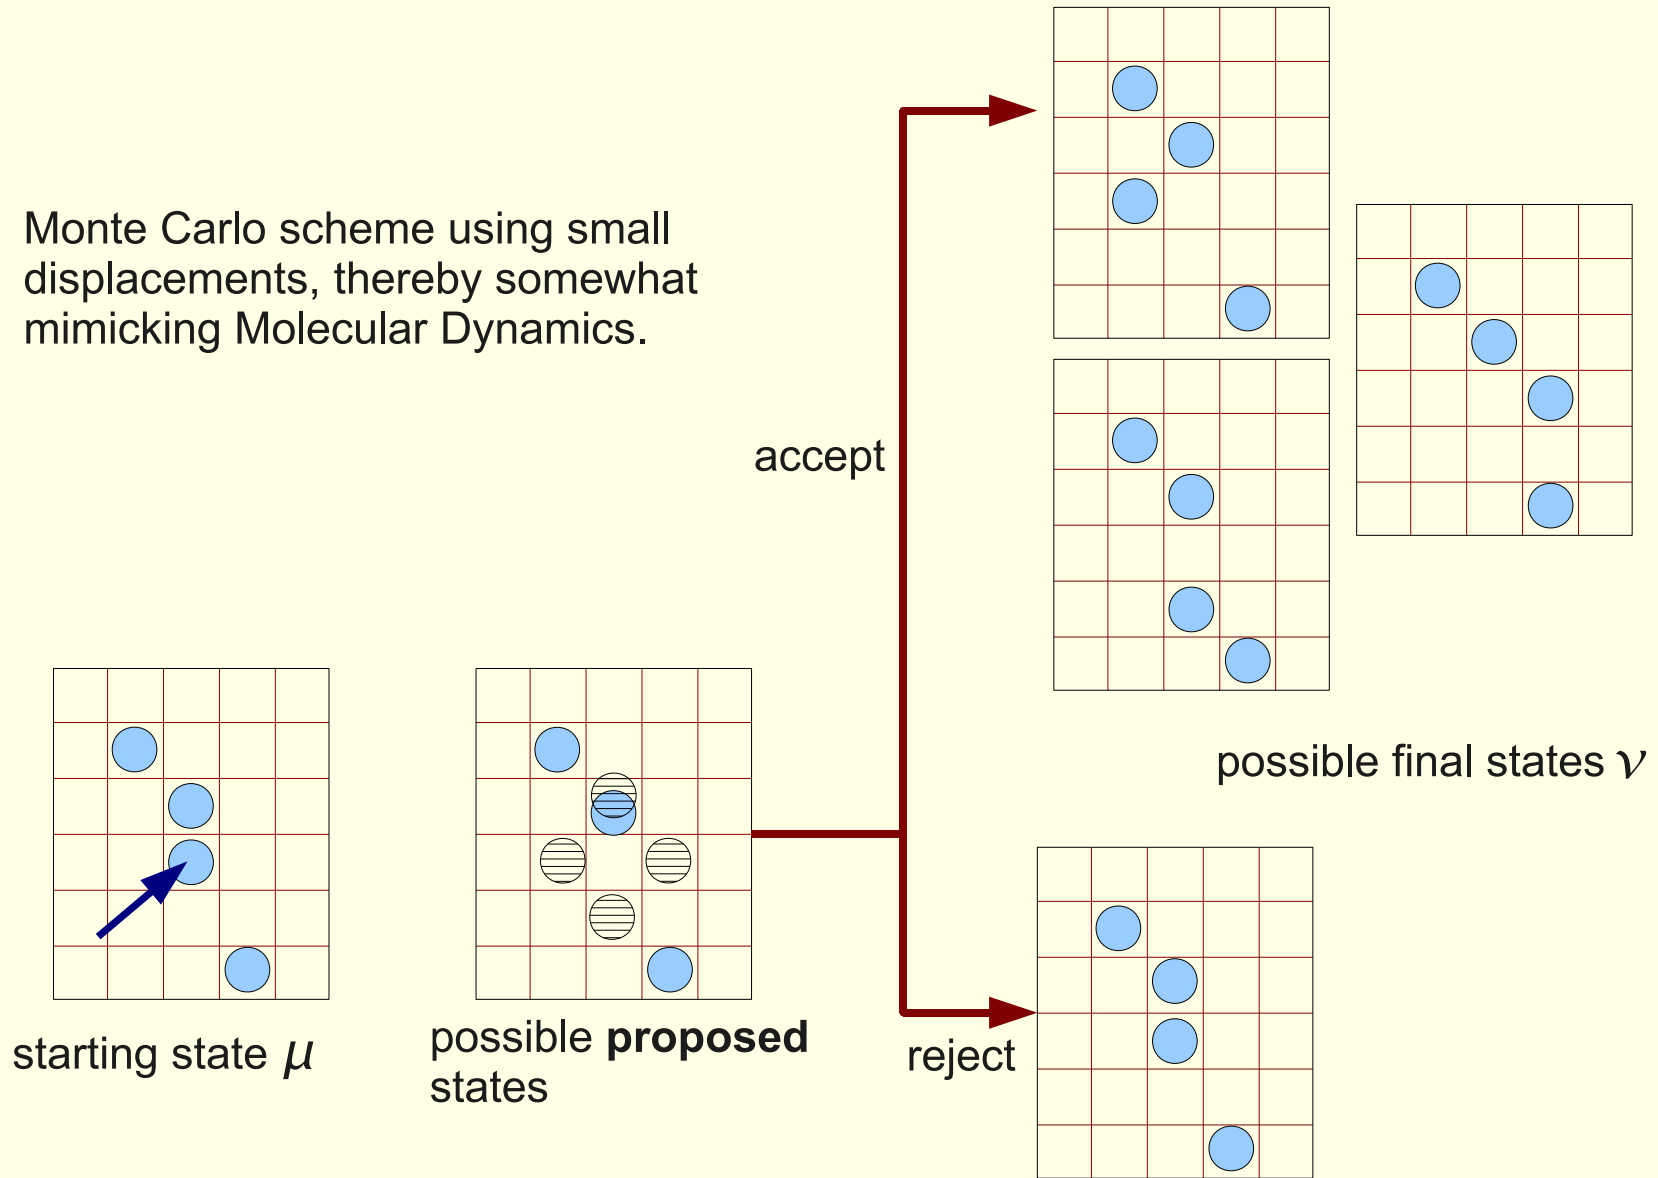 Monte Carlo scheme using small
displacements, thereby somewhat
mimicking Molecular Dynamics.
accept
possible final states ν
starting state μ
possible proposed
states
reject